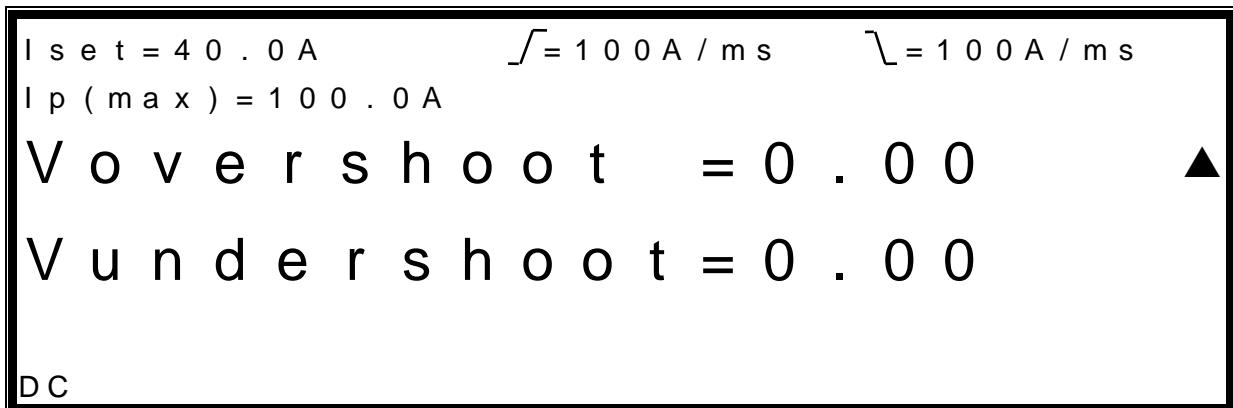 Iset=40.0A =100A/ms =100A/ms
Ip(max)=100.0A
Vovershoot =0.00
Vundershoot=0.00
DC